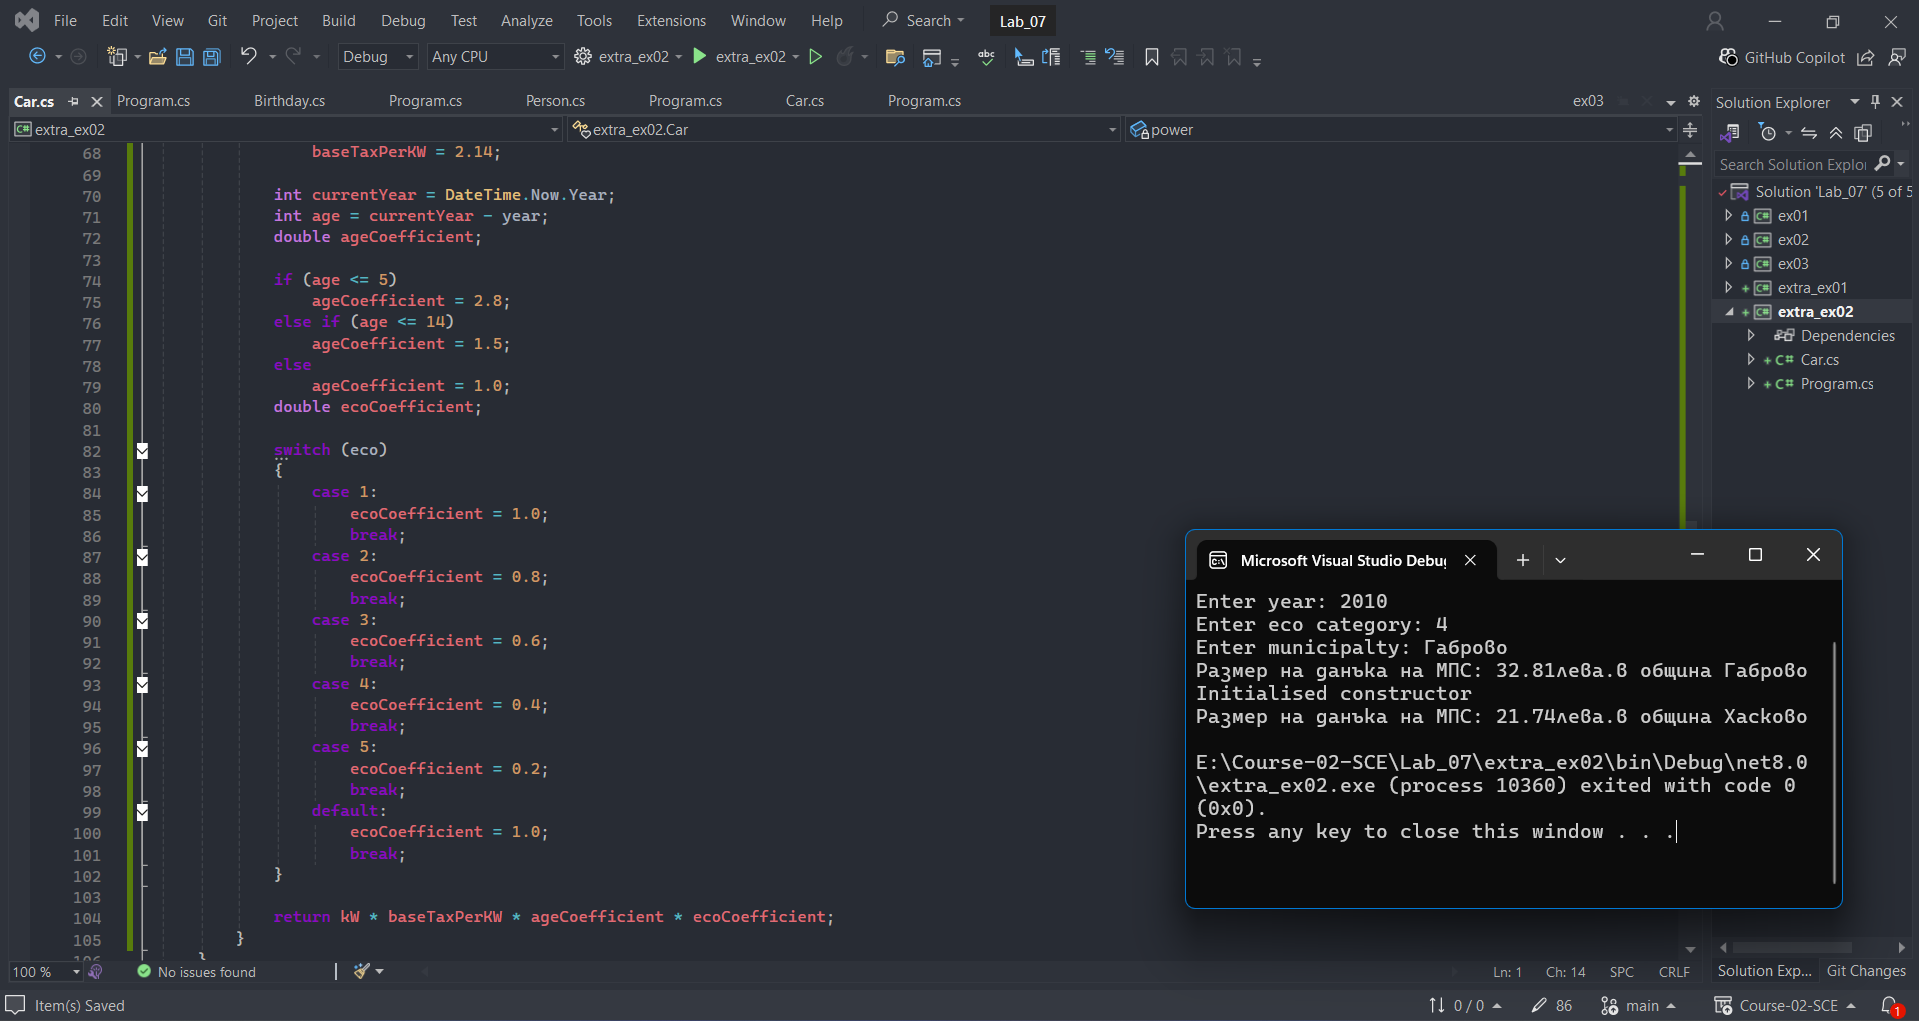 File Edit View Git Project Build Debug Test Analyze Tools Extensions Window Help Search Lab_07
Debug Any CPU extra_ex02 extra_ex02 abc GitHub Copilot
Car.cs Program.cs Birthday.cs Program.cs Person.cs Program.cs Car.cs Program.cs ex03
C# extra_ex02 extra_ex02.Car power
68 baseTaxPerKW = 2.14;
69
70 int currentYear = DateTime.Now.Year;
71 int age = currentYear - year;
72 double ageCoefficient;
73
74 if (age <= 5)
75 ageCoefficient = 2.8;
76 else if (age <= 14)
77 ageCoefficient = 1.5;
78 else
79 ageCoefficient = 1.0;
80 double ecoCoefficient;
81
82 switch (eco)
83 {
84 case 1:
85 ecoCoefficient = 1.0;
86 break;
87 case 2:
88 ecoCoefficient = 0.8;
89 break;
90 case 3:
91 ecoCoefficient = 0.6;
92 break;
93 case 4:
94 ecoCoefficient = 0.4;
95 break;
96 case 5:
97 ecoCoefficient = 0.2;
98 break;
99 default:
100 ecoCoefficient = 1.0;
101 break;
102 }
103
104 return kW * baseTaxPerKW * ageCoefficient * ecoCoefficient;
105 }
Solution Explorer
Search Solution Explo
Solution 'Lab_07' (5 of 5
C# ex01
C# ex02
C# ex03
C# extra_ex01
C# extra_ex02
Dependencies
C# Car.cs
C# Program.cs
Microsoft Visual Studio Debug
Enter year: 2010
Enter eco category: 4
Enter municipalty: Габрово
Размер на данъка на МПС: 32.81лева.в община Габрово
Initialised constructor
Размер на данъка на МПС: 21.74лева.в община Хасково
E:\Course-02-SCE\Lab_07\extra_ex02\bin\Debug\net8.0
\extra_ex02.exe (process 10360) exited with code 0
(0x0).
Press any key to close this window . . .
100 % No issues found Ln: 1 Ch: 14 SPC CRLF Solution Exp... Git Changes
Item(s) Saved 0 / 0 86 main Course-02-SCE 1